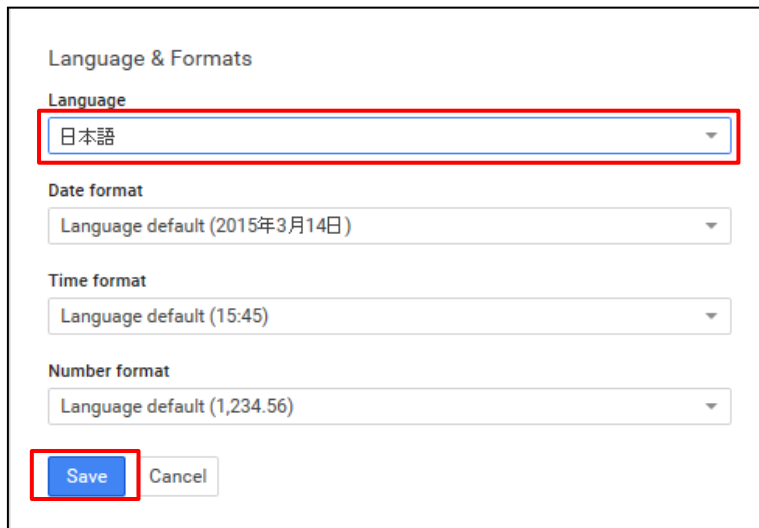 Language & Formats
Language
日本語
Date format
Language default (2015年3月14日)
Time format
Language default (15:45)
Number format
Language default (1,234.56)
Save Cancel